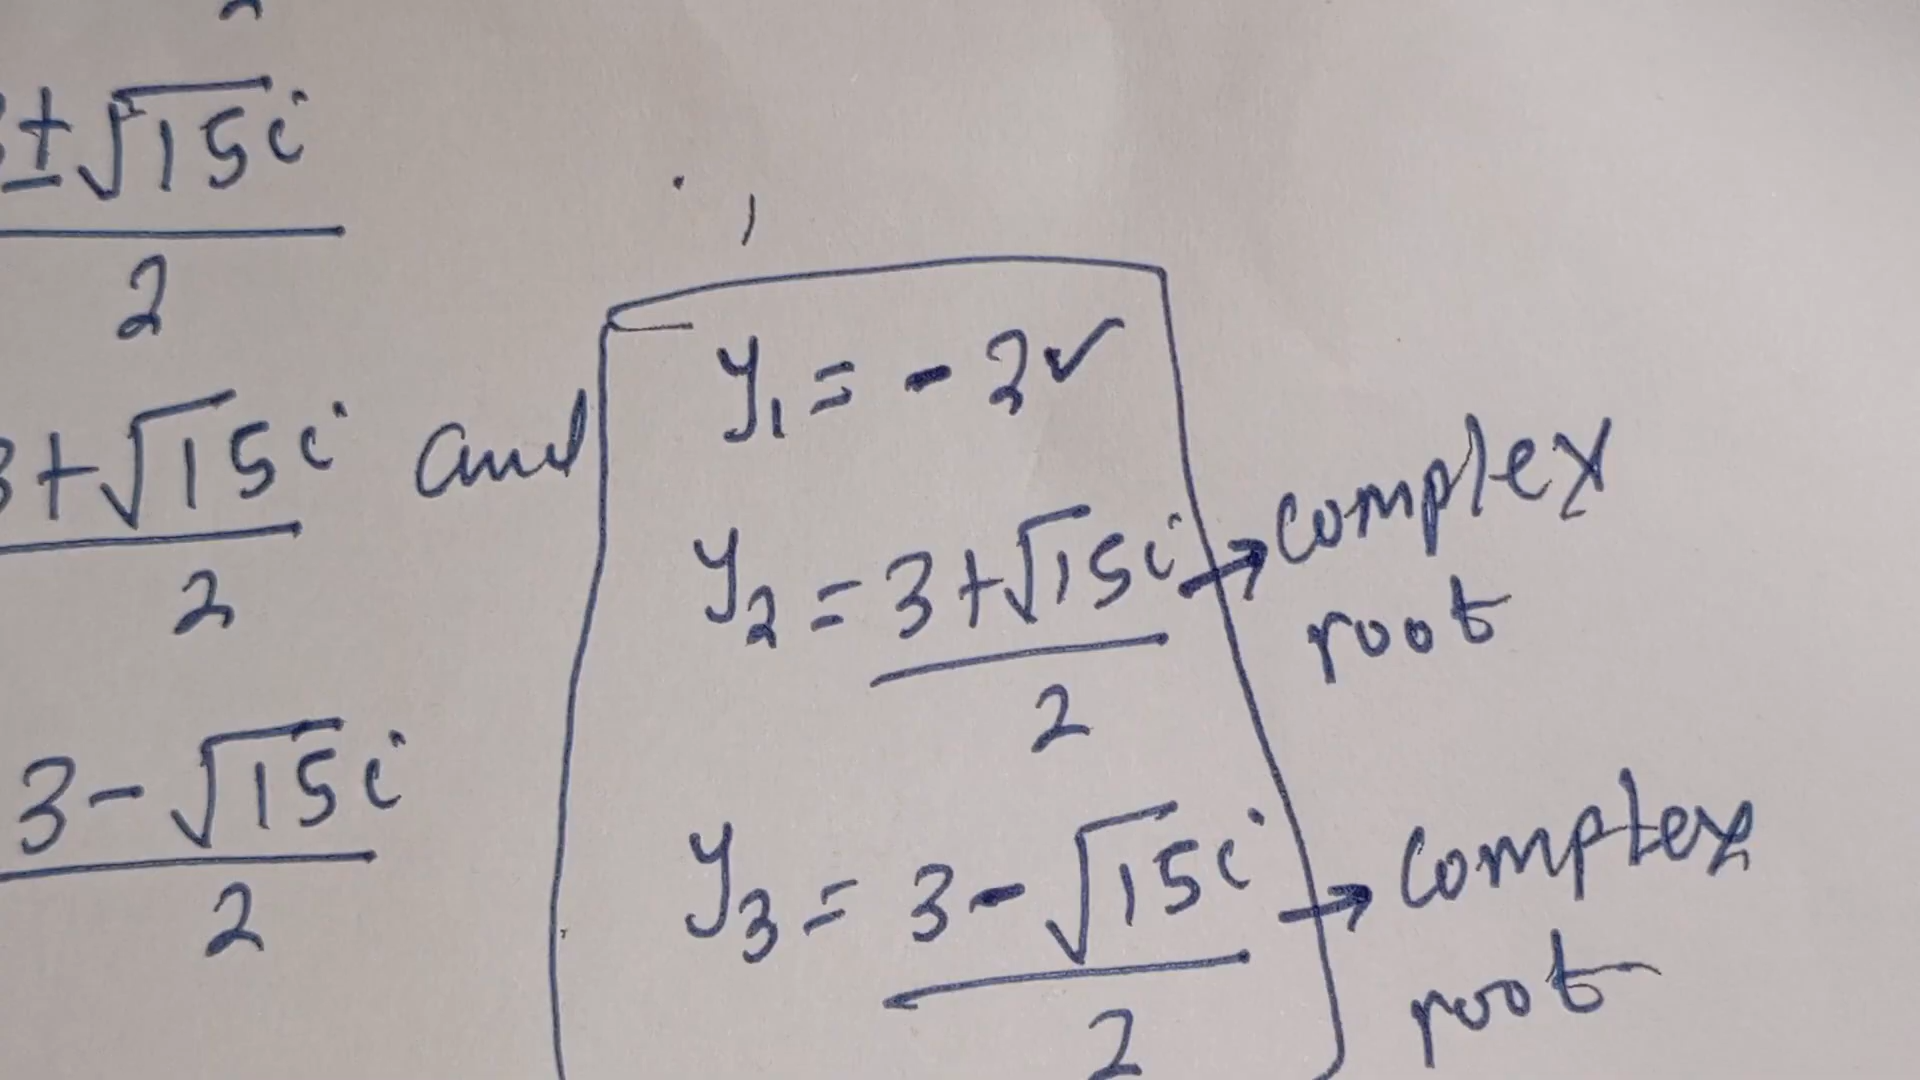 ± √15i
2
3+√15i and
2
3-√15i
2
y₁ = -2 ✓
y₂ = 3+√15i → complex
root
2
y₃ = 3-√15i → complex
root
2